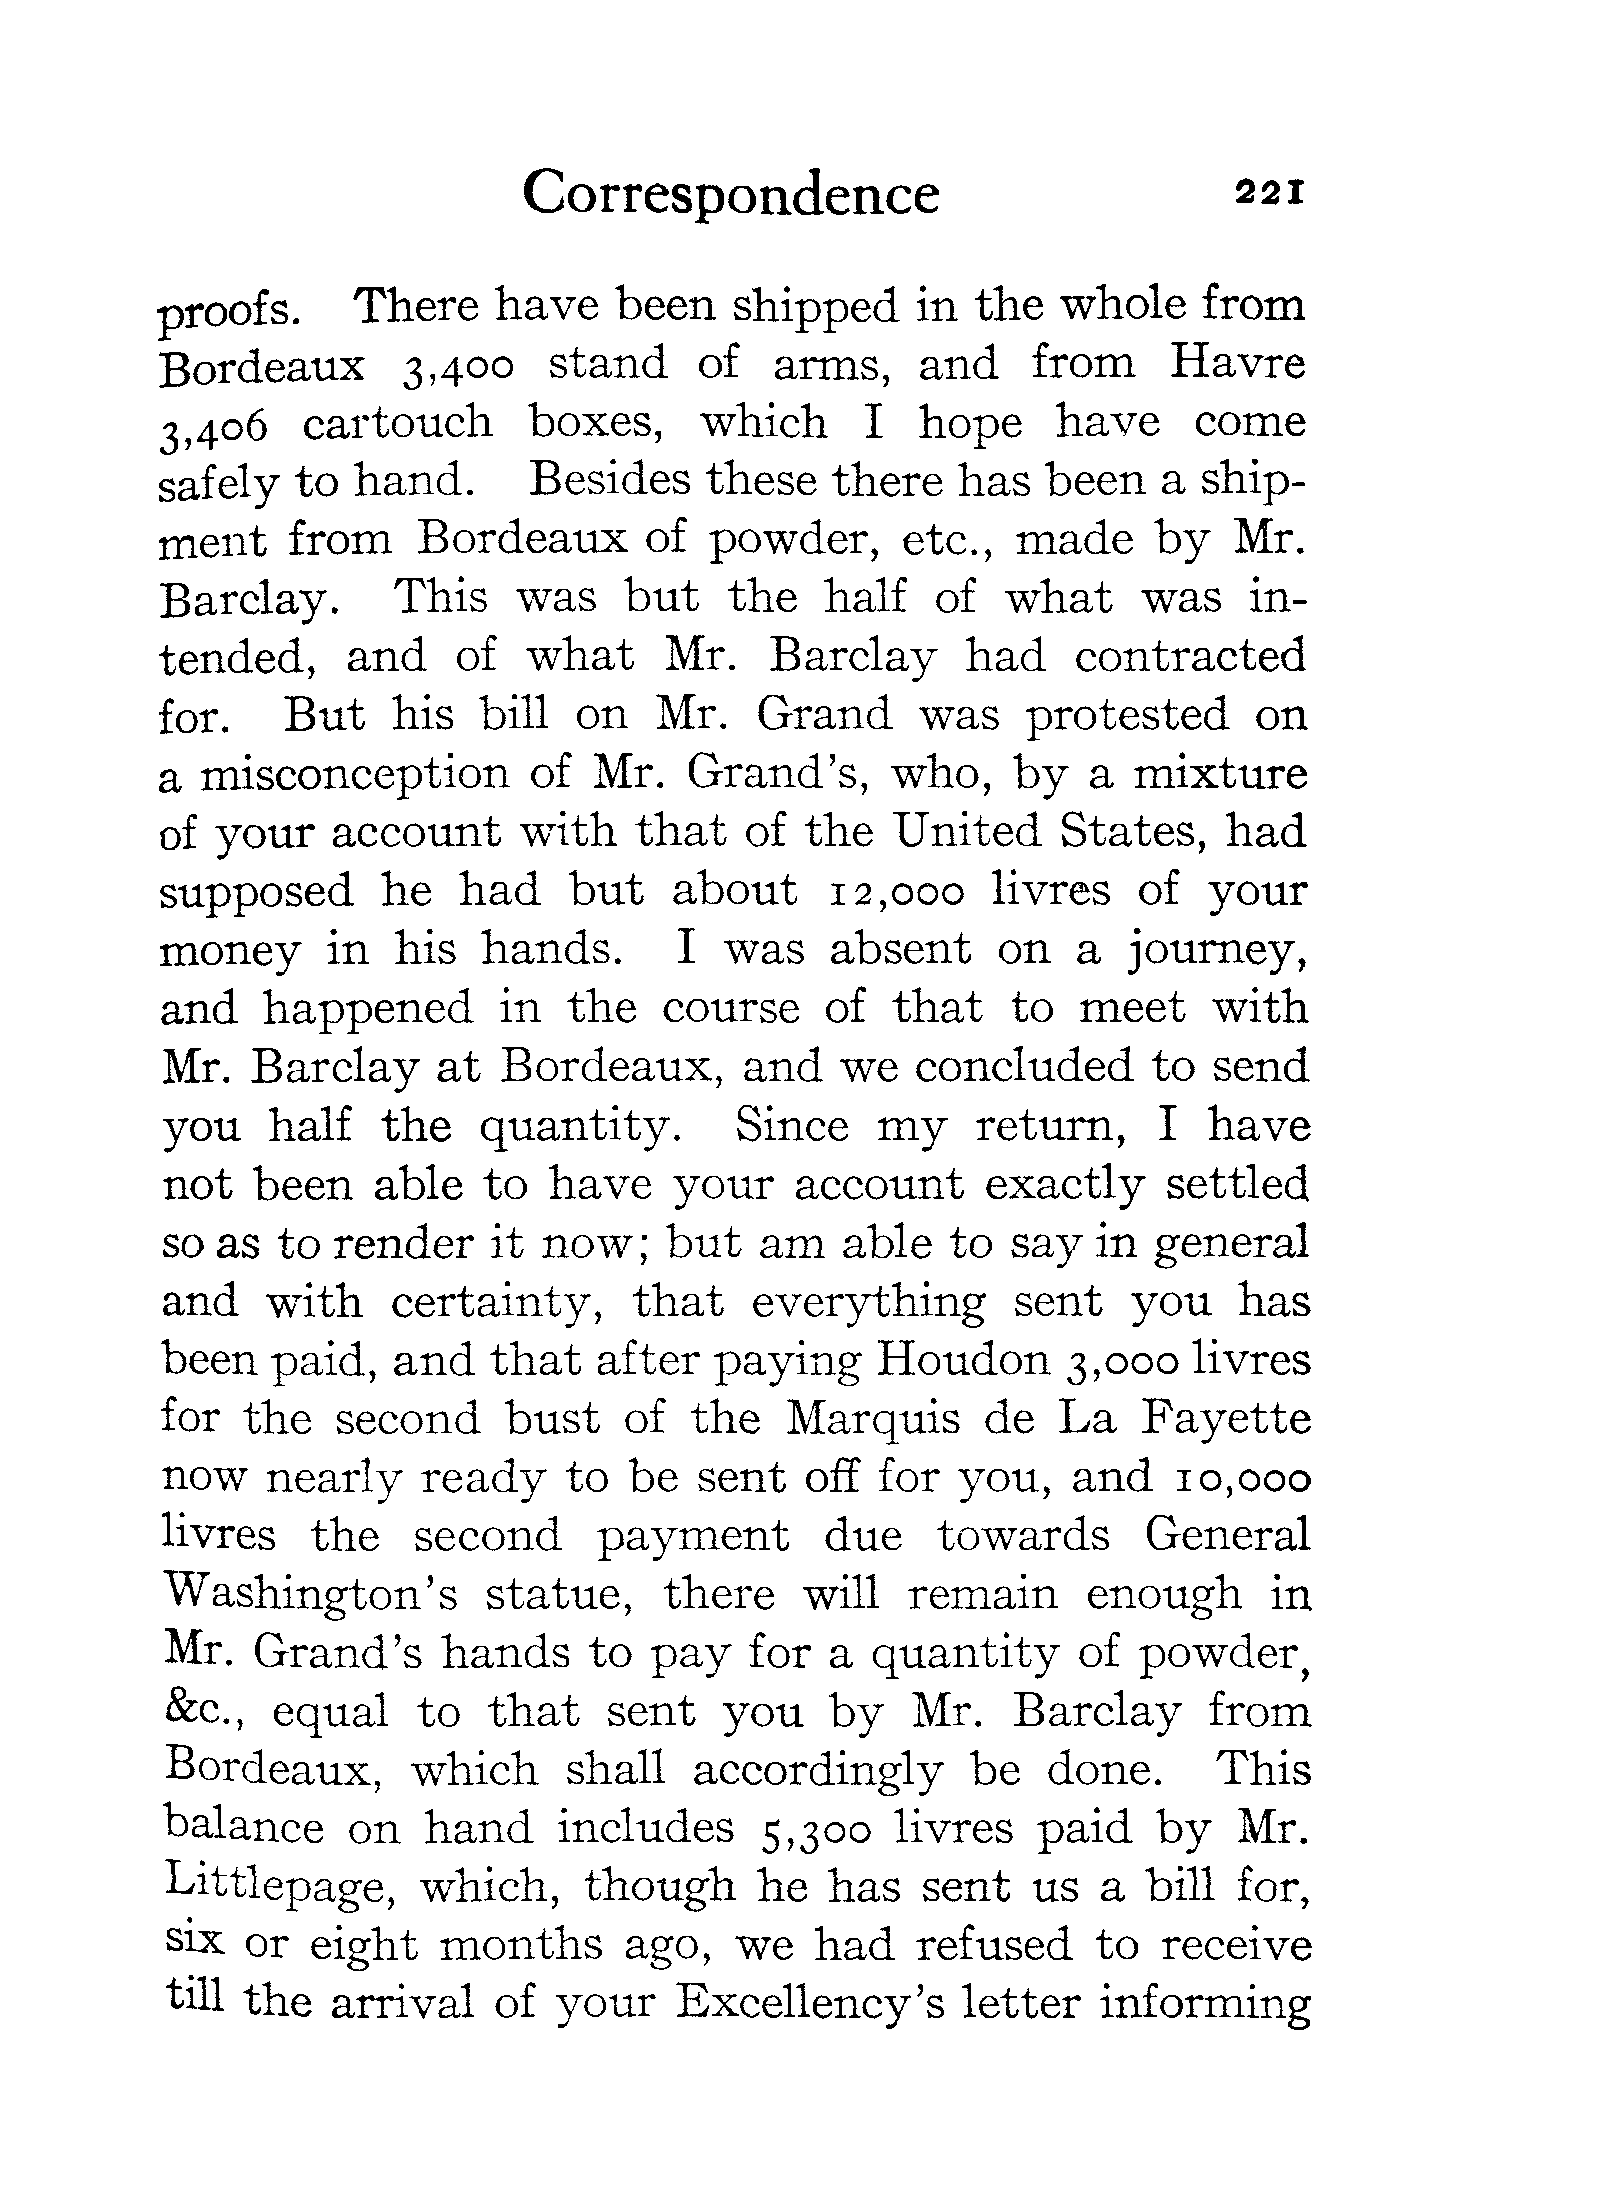 Correspondence 221
proofs. There have been shipped in the whole from
Bordeaux 3,400 stand of arms, and from Havre
3,406 cartouch boxes, which I hope have come
safely to hand. Besides these there has been a ship-
ment from Bordeaux of powder, etc., made by Mr.
Barclay. This was but the half of what was in-
tended, and of what Mr. Barclay had contracted
for. But his bill on Mr. Grand was protested on
a misconception of Mr. Grand's, who, by a mixture
of your account with that of the United States, had
supposed he had but about 12,000 livres of your
money in his hands. I was absent on a journey,
and happened in the course of that to meet with
Mr. Barclay at Bordeaux, and we concluded to send
you half the quantity. Since my return, I have
not been able to have your account exactly settled
so as to render it now; but am able to say in general
and with certainty, that everything sent you has
been paid, and that after paying Houdon 3,000 livres
for the second bust of the Marquis de La Fayette
now nearly ready to be sent off for you, and 10,000
livres the second payment due towards General
Washington's statue, there will remain enough in
Mr. Grand's hands to pay for a quantity of powder,
&c., equal to that sent you by Mr. Barclay from
Bordeaux, which shall accordingly be done. This
balance on hand includes 5,300 livres paid by Mr.
Littlepage, which, though he has sent us a bill for,
six or eight months ago, we had refused to receive
till the arrival of your Excellency's letter informing